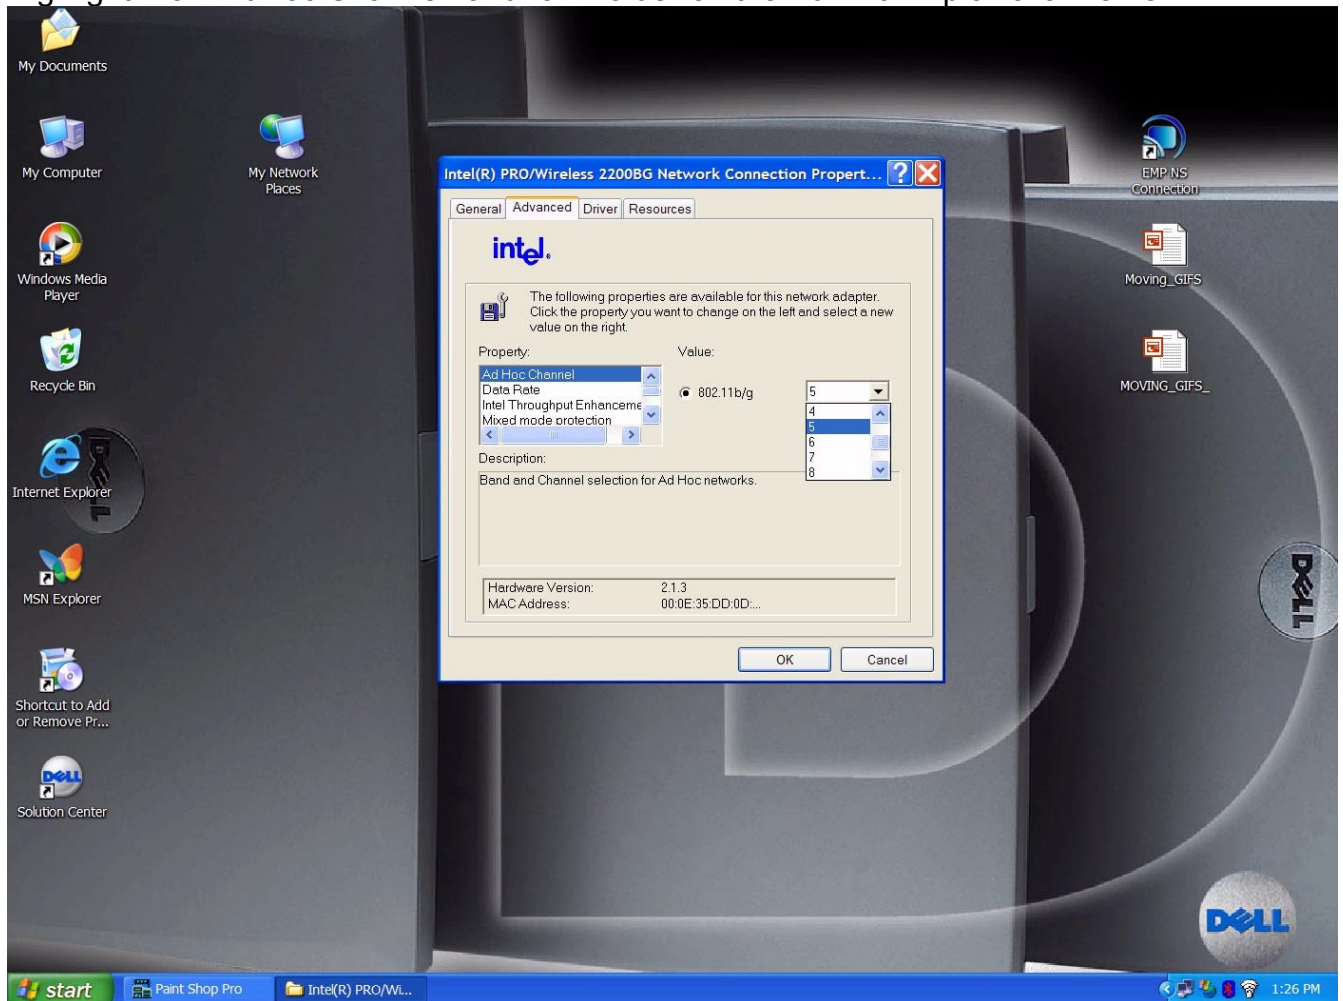 My Documents
My Computer
My Network
Places
Windows Media
Player
Recycle Bin
Internet Explorer
MSN Explorer
Shortcut to Add
or Remove Pr...
DELL
Solution Center
EMP NS
Connection
Moving_GIFS
MOVING_GIFS_
Intel(R) PRO/Wireless 2200BG Network Connection Propert...
General
Advanced
Driver
Resources
intel.
The following properties are available for this network adapter.
Click the property you want to change on the left and select a new
value on the right.
Property:
Value:
Ad Hoc Channel
Data Rate
Intel Throughput Enhanceme
Mixed mode protection
802.11b/g
5
4
5
6
7
8
Description:
Band and Channel selection for Ad Hoc networks.
Hardware Version: 2.1.3
MAC Address: 00:0E:35:DD:0D:...
OK
Cancel
DELL
DELL
DELL
start
Paint Shop Pro
Intel(R) PRO/Wi...
1:26 PM